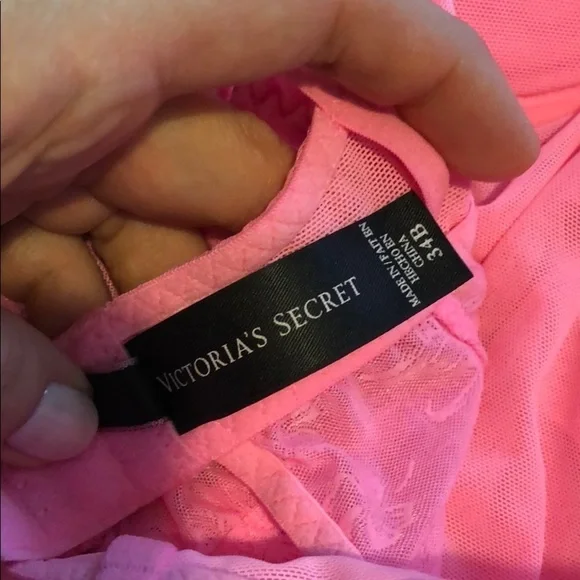 VICTORIA'S SECRET
34B
MADE IN / FAIT EN
HECHO EN
CHINA